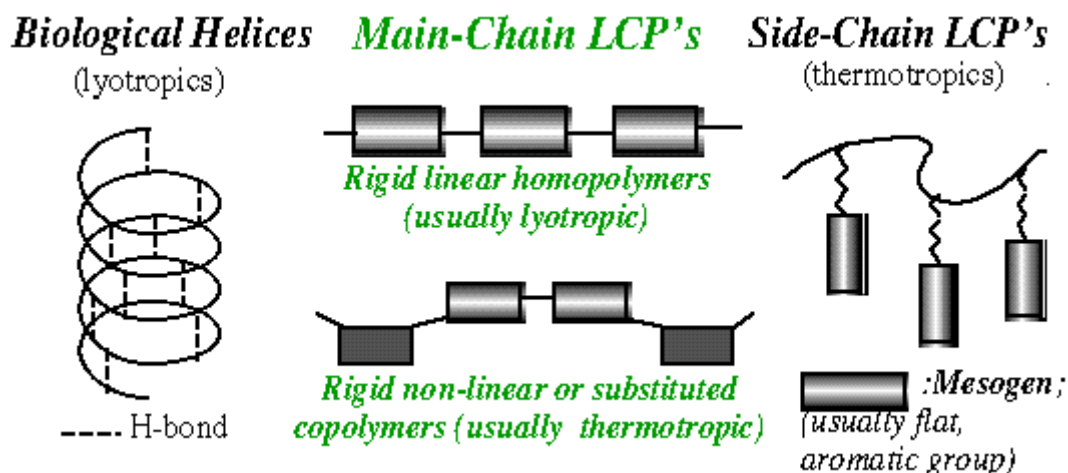 Biological Helices
(lyotropics)
H-bond
Main-Chain LCP's
Rigid linear homopolymers
(usually lyotropic)
Rigid non-linear or substituted
copolymers (usually thermotropic)
Side-Chain LCP's
(thermotropics) .
:Mesogen;
(usually flat,
aromatic group)